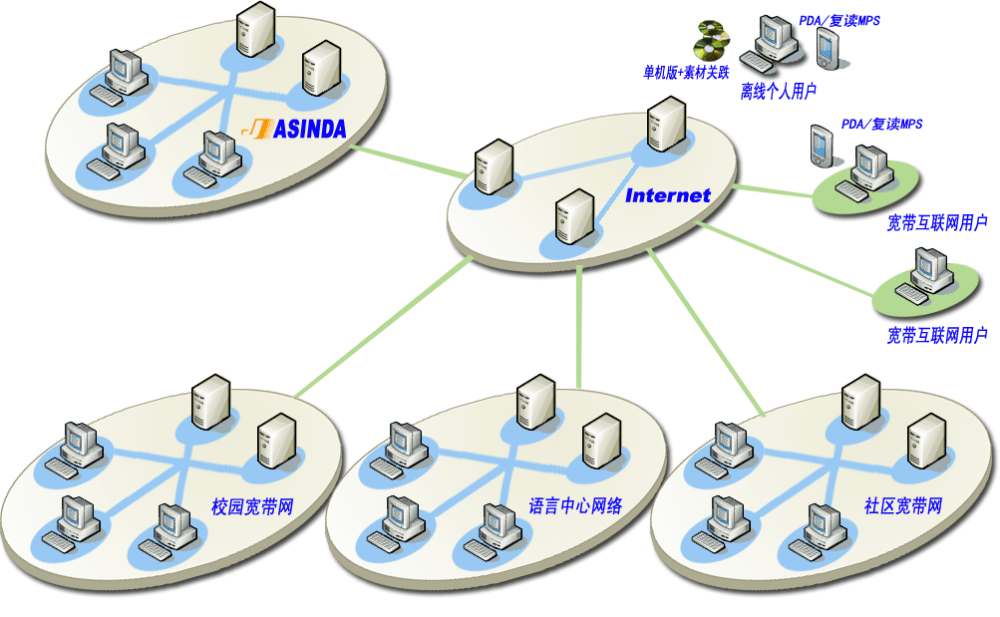 PDA/复读MPS
单机版+素材关跌
离线个人用户
ASINDA
PDA/复读MPS
Internet
宽带互联网用户
宽带互联网用户
校园宽带网
语言中心网络
社区宽带网